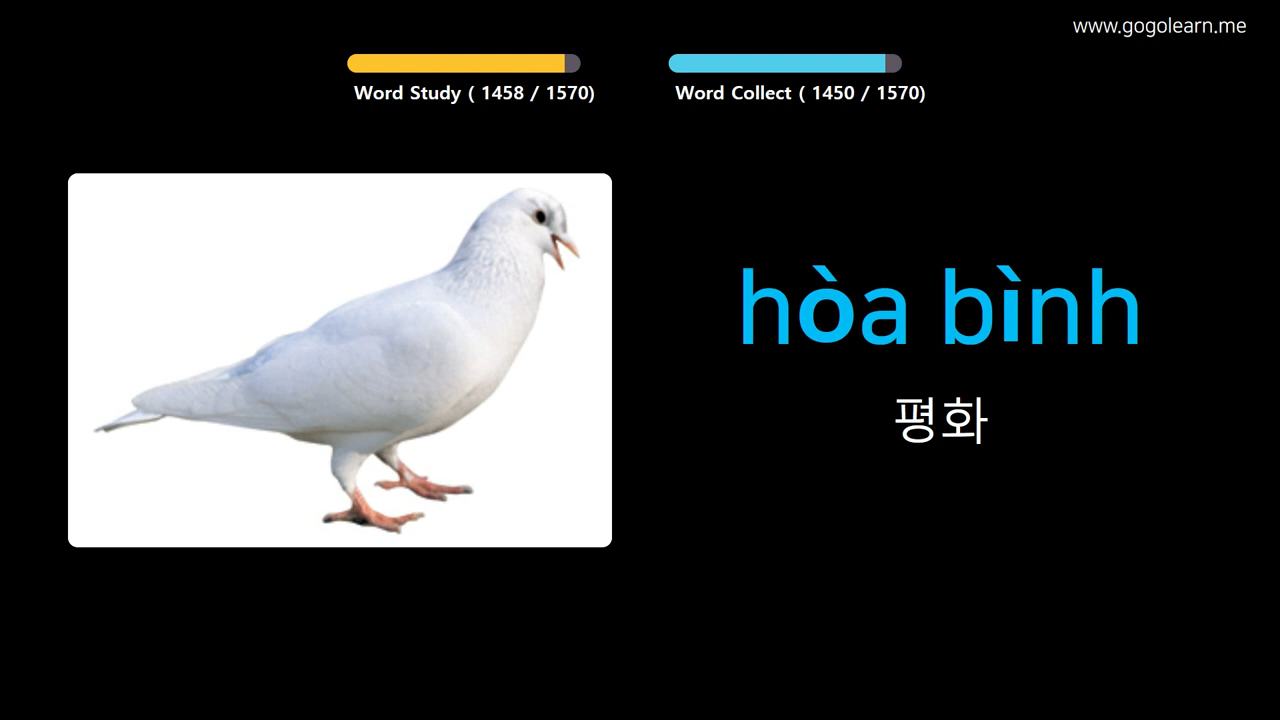 www.gogolearn.me
Word Study ( 1458 / 1570)
Word Collect ( 1450 / 1570)
hòa bình
평화